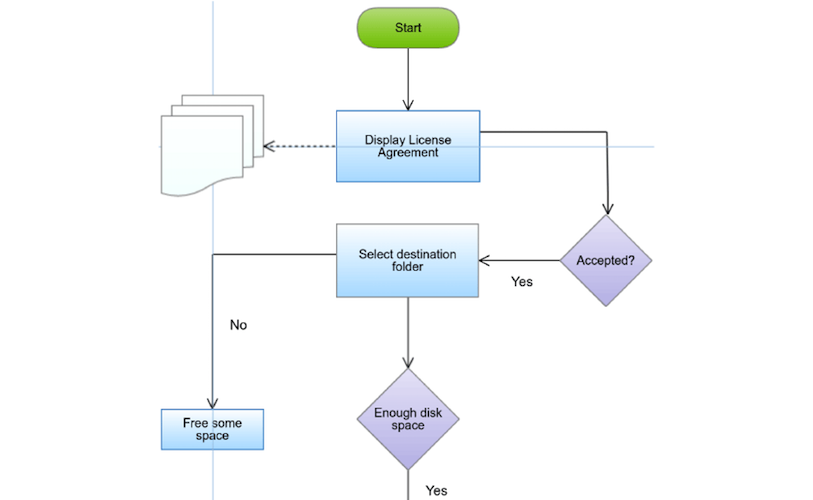 Start
Display License
Agreement
Select destination
folder
Accepted?
Yes
No
Free some
space
Enough disk
space
Yes